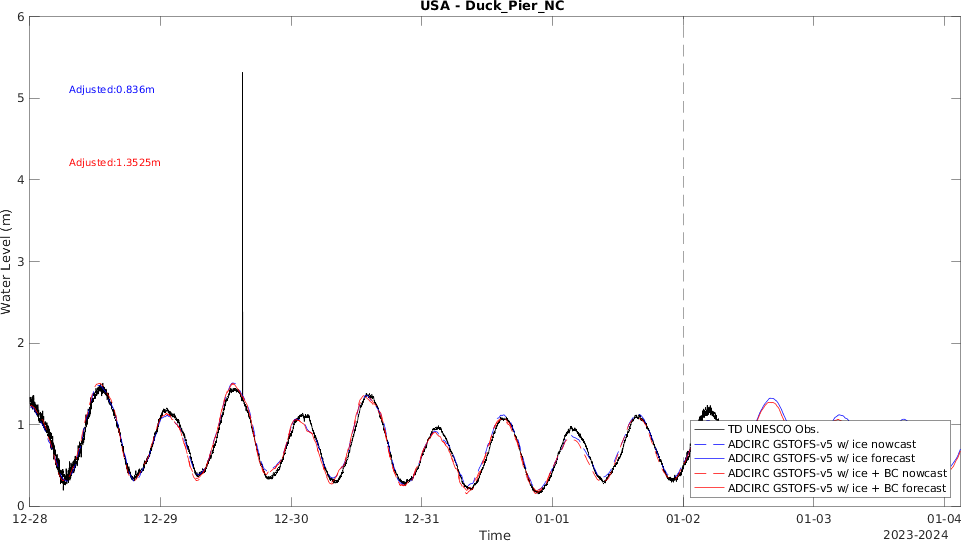 USA - Duck_Pier_NC
6
5
4
3
2
1
0
Water Level (m)
Adjusted:0.836m
Adjusted:1.3525m
TD UNESCO Obs.
ADCIRC GSTOFS-v5 w/ ice nowcast
ADCIRC GSTOFS-v5 w/ ice forecast
ADCIRC GSTOFS-v5 w/ ice + BC nowcast
ADCIRC GSTOFS-v5 w/ ice + BC forecast
12-28 12-29 12-30 12-31 01-01 01-02 01-03 01-04
Time
2023-2024